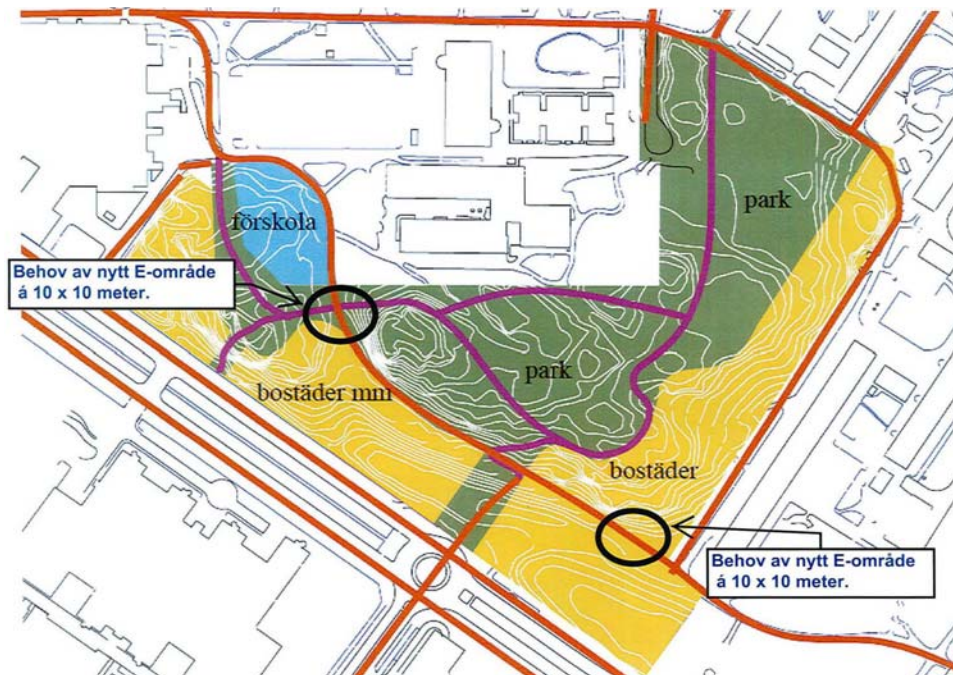 park
förskola
Behov av nytt E-område
á 10 x 10 meter.
park
bostäder mm
bostäder
Behov av nytt E-område
á 10 x 10 meter.